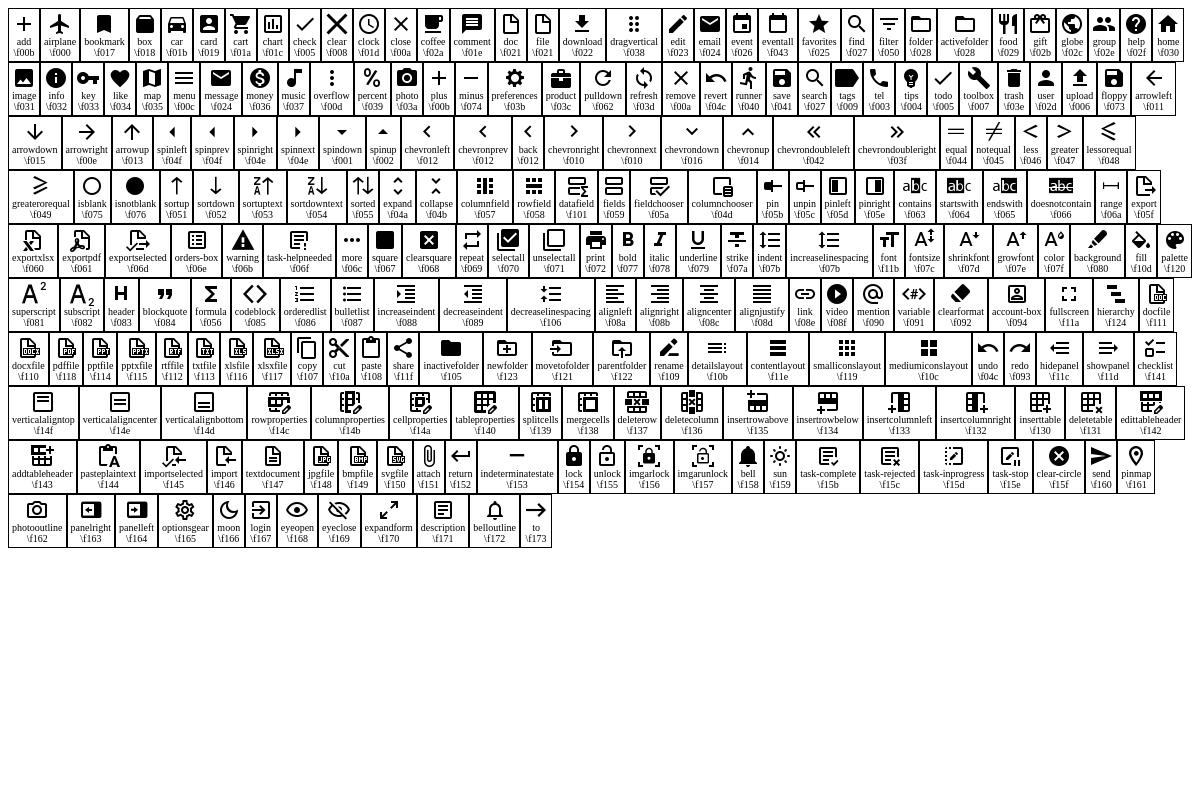 add airplane bookmark box car card cart chart check clear clock close coffee comment doc file download dragvertical edit email event eventall favorites find filter folder activefolder food gift globe group help home
\f00b \f000 \f017 \f018 \f01b \f019 \f01a \f01c \f005 \f008 \f01d \f00a \f02a \f01e \f021 \f021 \f022 \f038 \f023 \f024 \f026 \f043 \f025 \f027 \f050 \f028 \f028 \f029 \f02b \f02c \f02e \f02f \f030
image info key like map menu message money music overflow percent photo plus minus preferences product pulldown refresh remove revert runner save search tags tel tips todo toolbox trash user upload floppy arrowleft
\f031 \f032 \f033 \f034 \f035 \f00c \f024 \f036 \f037 \f00d \f039 \f03a \f00b \f074 \f03b \f03c \f062 \f03d \f00a \f04c \f040 \f041 \f027 \f009 \f003 \f004 \f005 \f007 \f03e \f02d \f006 \f073 \f011
arrowdown arrowright arrowup spinleft spinprev spinright spinnext spindown spinup chevronleft chevronprev back chevronright chevronnext chevrondown chevronup chevrondoubleleft chevrondoubleright equal notequal less greater lessorequal
\f015 \f00e \f013 \f04f \f04f \f04e \f04e \f001 \f002 \f012 \f012 \f012 \f010 \f010 \f016 \f014 \f042 \f03f \f044 \f045 \f046 \f047 \f048
greaterorequal isblank isnotblank sortup sortdown sortuptext sortdowntext sorted expand collapse columnfield rowfield datafield fields fieldchooser columnchooser pin unpin pinleft pinright contains startswith endswith doesnotcontain range export
\f049 \f075 \f076 \f051 \f052 \f053 \f054 \f055 \f04a \f04b \f057 \f058 \f101 \f059 \f05a \f04d \f05b \f05c \f05d \f05e \f063 \f064 \f065 \f066 \f06a \f05f
exportxlsx exportpdf exportselected orders-box warning task-helpneeded more square clearsquare repeat selectall unselectall print bold italic underline strike indent increaselinespacing font fontsize shrinkfont growfont color background fill palette
\f060 \f061 \f06d \f06e \f06b \f06f \f06c \f067 \f068 \f069 \f070 \f071 \f072 \f077 \f078 \f079 \f07a \f07b \f07b \f11b \f07c \f07d \f07e \f07f \f080 \f10d \f120
superscript subscript header blockquote formula codeblock orderedlist bulletlist increaseindent decreaseindent decreaselinespacing alignleft alignright aligncenter alignjustify link video mention variable clearformat account-box fullscreen hierarchy docfile
\f081 \f082 \f083 \f084 \f056 \f085 \f086 \f087 \f088 \f089 \f106 \f08a \f08b \f08c \f08d \f08e \f08f \f090 \f091 \f092 \f094 \f11a \f124 \f111
docxfile pdffile pptfile pptxfile rtffile txtfile xlsfile xlsxfile copy cut paste share inactivefolder newfolder movetofolder parentfolder rename detailslayout contentlayout smalliconslayout mediumiconslayout undo redo hidepanel showpanel checklist
\f110 \f118 \f114 \f115 \f112 \f113 \f116 \f117 \f107 \f10a \f108 \f11f \f105 \f123 \f121 \f122 \f109 \f10b \f11e \f119 \f10c \f04c \f093 \f11c \f11d \f141
verticalaligntop verticalaligncenter verticalalignbottom rowproperties columnproperties cellproperties tableproperties splitcells mergecells deleterow deletecolumn insertrowabove insertrowbelow insertcolumnleft insertcolumnright inserttable deletetable edittableheader
\f14f \f14e \f14d \f14c \f14b \f14a \f140 \f139 \f138 \f137 \f136 \f135 \f134 \f133 \f132 \f130 \f131 \f142
addtableheader pasteplaintext importselected import textdocument jpgfile bmpfile svgfile attach return indeterminatestate lock unlock imgarlock imgarunlock bell sun task-complete task-rejected task-inprogress task-stop clear-circle send pinmap
\f143 \f144 \f145 \f146 \f147 \f148 \f149 \f150 \f151 \f152 \f153 \f154 \f155 \f156 \f157 \f158 \f159 \f15b \f15c \f15d \f15e \f15f \f160 \f161
photooutline panelright panelleft optionsgear moon login eyeopen eyeclose expandform description belloutline to
\f162 \f163 \f164 \f165 \f166 \f167 \f168 \f169 \f170 \f171 \f172 \f173